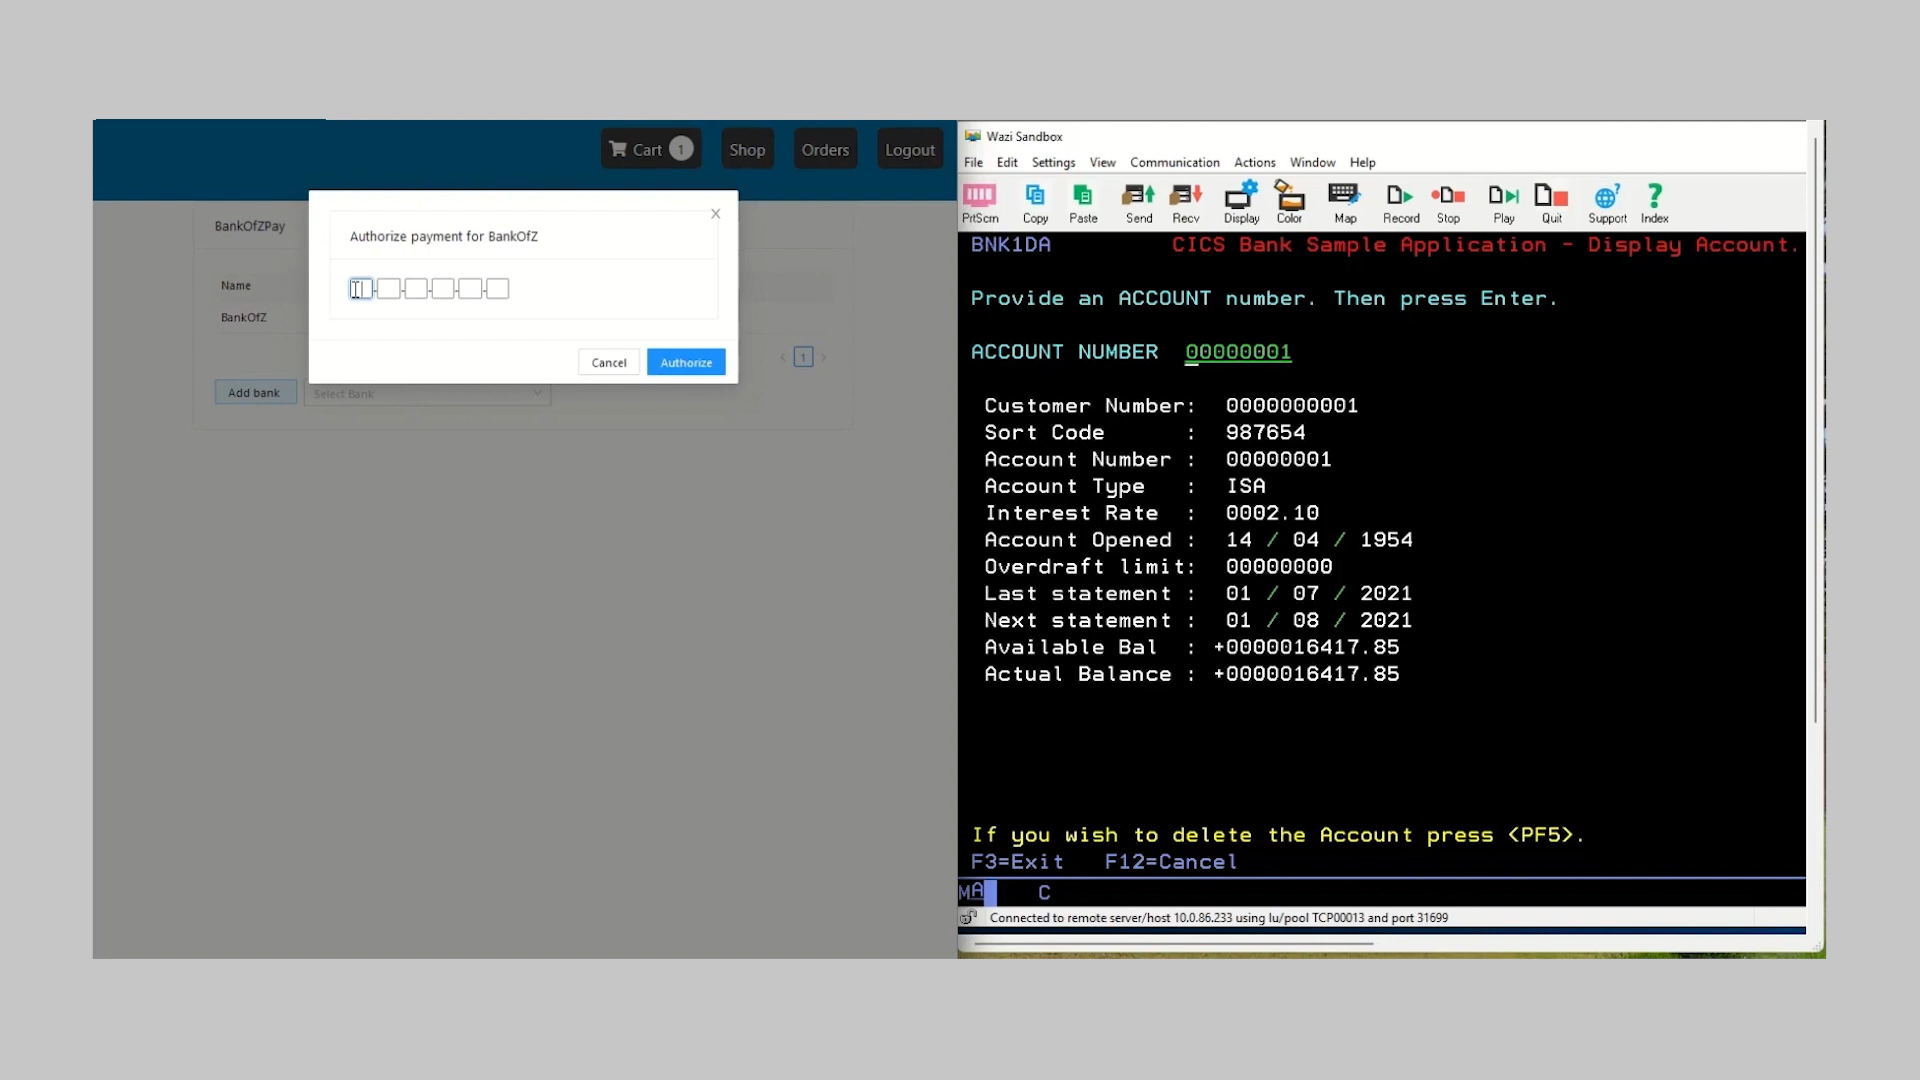 Cart 1 Shop Orders Logout
BankOfZPay
Name
BankOfZ
Authorize payment for BankOfZ
Cancel Authorize
1
Add bank Select Bank
Wazi Sandbox
File Edit Settings View Communication Actions Window Help
PrtScrn Copy Paste Send Recv Display Color Map Record Stop Play Quit Support Index
BNK1DA CICS Bank Sample Application - Display Account.
Provide an ACCOUNT number. Then press Enter.
ACCOUNT NUMBER 00000001
Customer Number: 0000000001
Sort Code : 987654
Account Number : 00000001
Account Type : ISA
Interest Rate : 0002.10
Account Opened : 14 / 04 / 1954
Overdraft limit: 00000000
Last statement : 01 / 07 / 2021
Next statement : 01 / 08 / 2021
Available Bal : +0000016417.85
Actual Balance : +0000016417.85
If you wish to delete the Account press <PF5>.
F3=Exit F12=Cancel
MA C
Connected to remote server/host 10.0.86.233 using lu/pool TCP00013 and port 31699